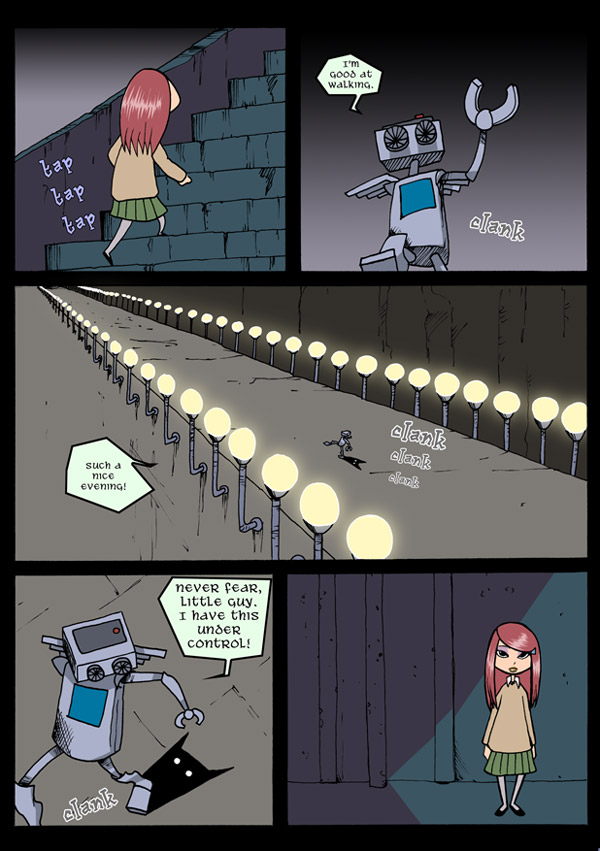 tap
tap
tap
I'm
good at
walking.
clank
such a
nice
evening!
clank
clank
clank
never fear,
little guy.
I have this
under
control!
clank